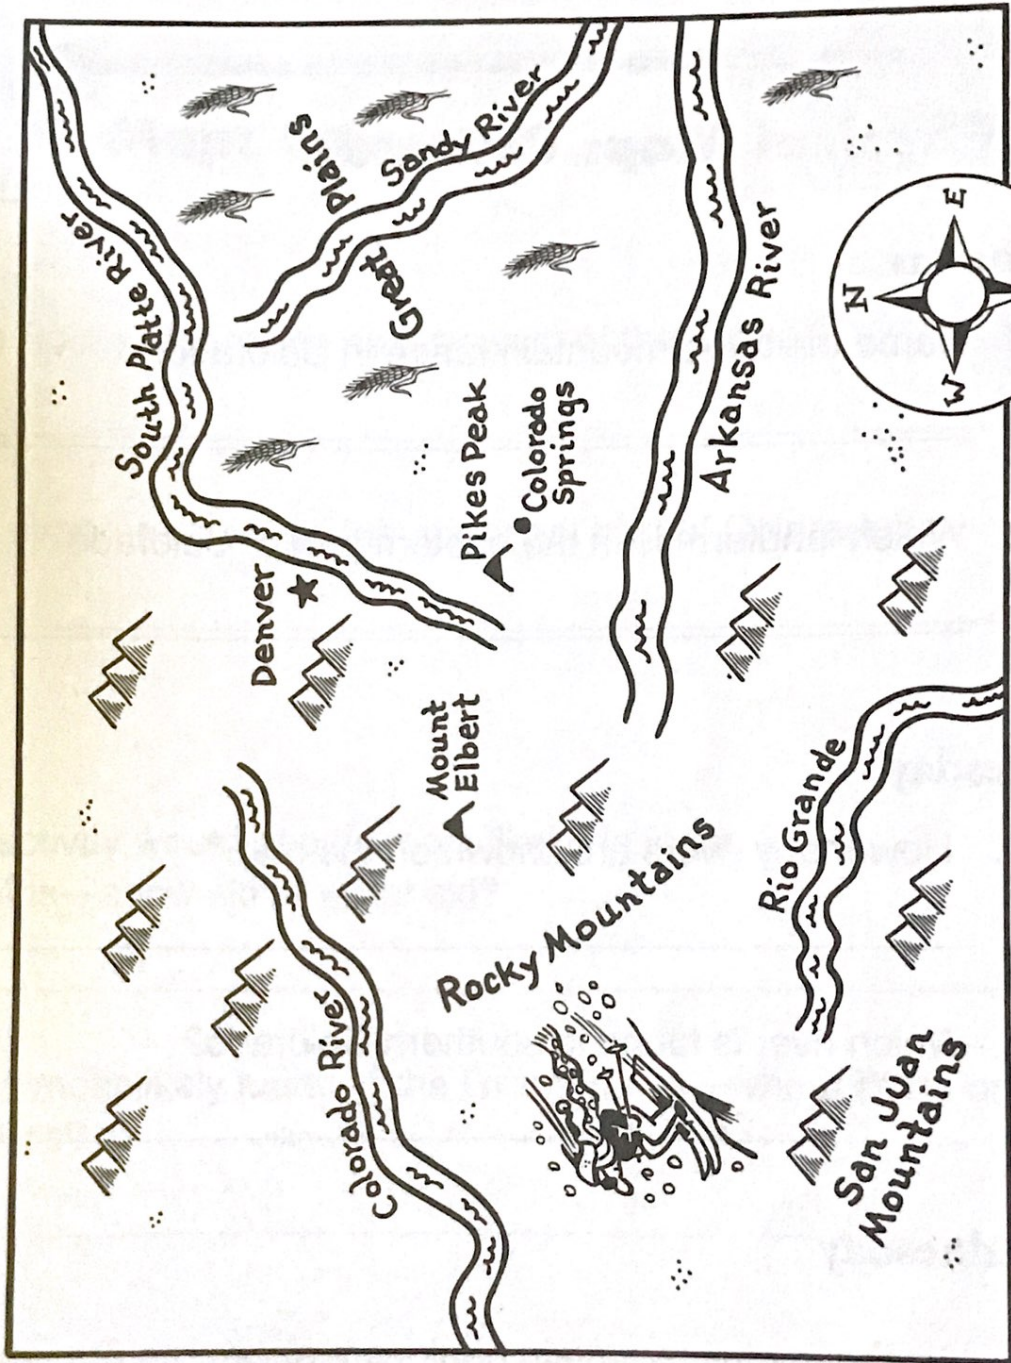 South Platte River
Denver
Great Plains
Sandy River
Colorado River
Mount
Elbert
Pikes Peak
Colorado
Springs
Rocky Mountains
Arkansas River
Rio Grande
San Juan
Mountains
N
W
E